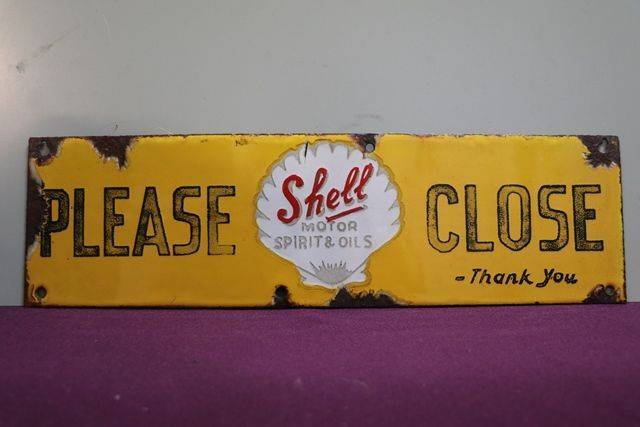 PLEASE
Shell
MOTOR
SPIRIT & OILS
CLOSE
- Thank You